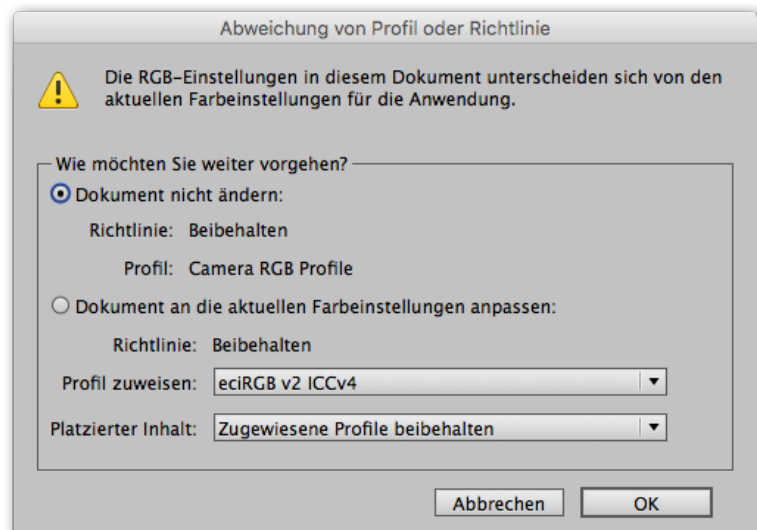 Abweichung von Profil oder Richtlinie
Die RGB-Einstellungen in diesem Dokument unterscheiden sich von den
aktuellen Farbeinstellungen für die Anwendung.
Wie möchten Sie weiter vorgehen?
Dokument nicht ändern:
Richtlinie: Beibehalten
Profil: Camera RGB Profile
Dokument an die aktuellen Farbeinstellungen anpassen:
Richtlinie: Beibehalten
Profil zuweisen: eciRGB v2 ICCv4
Platzierter Inhalt: Zugewiesene Profile beibehalten
Abbrechen OK